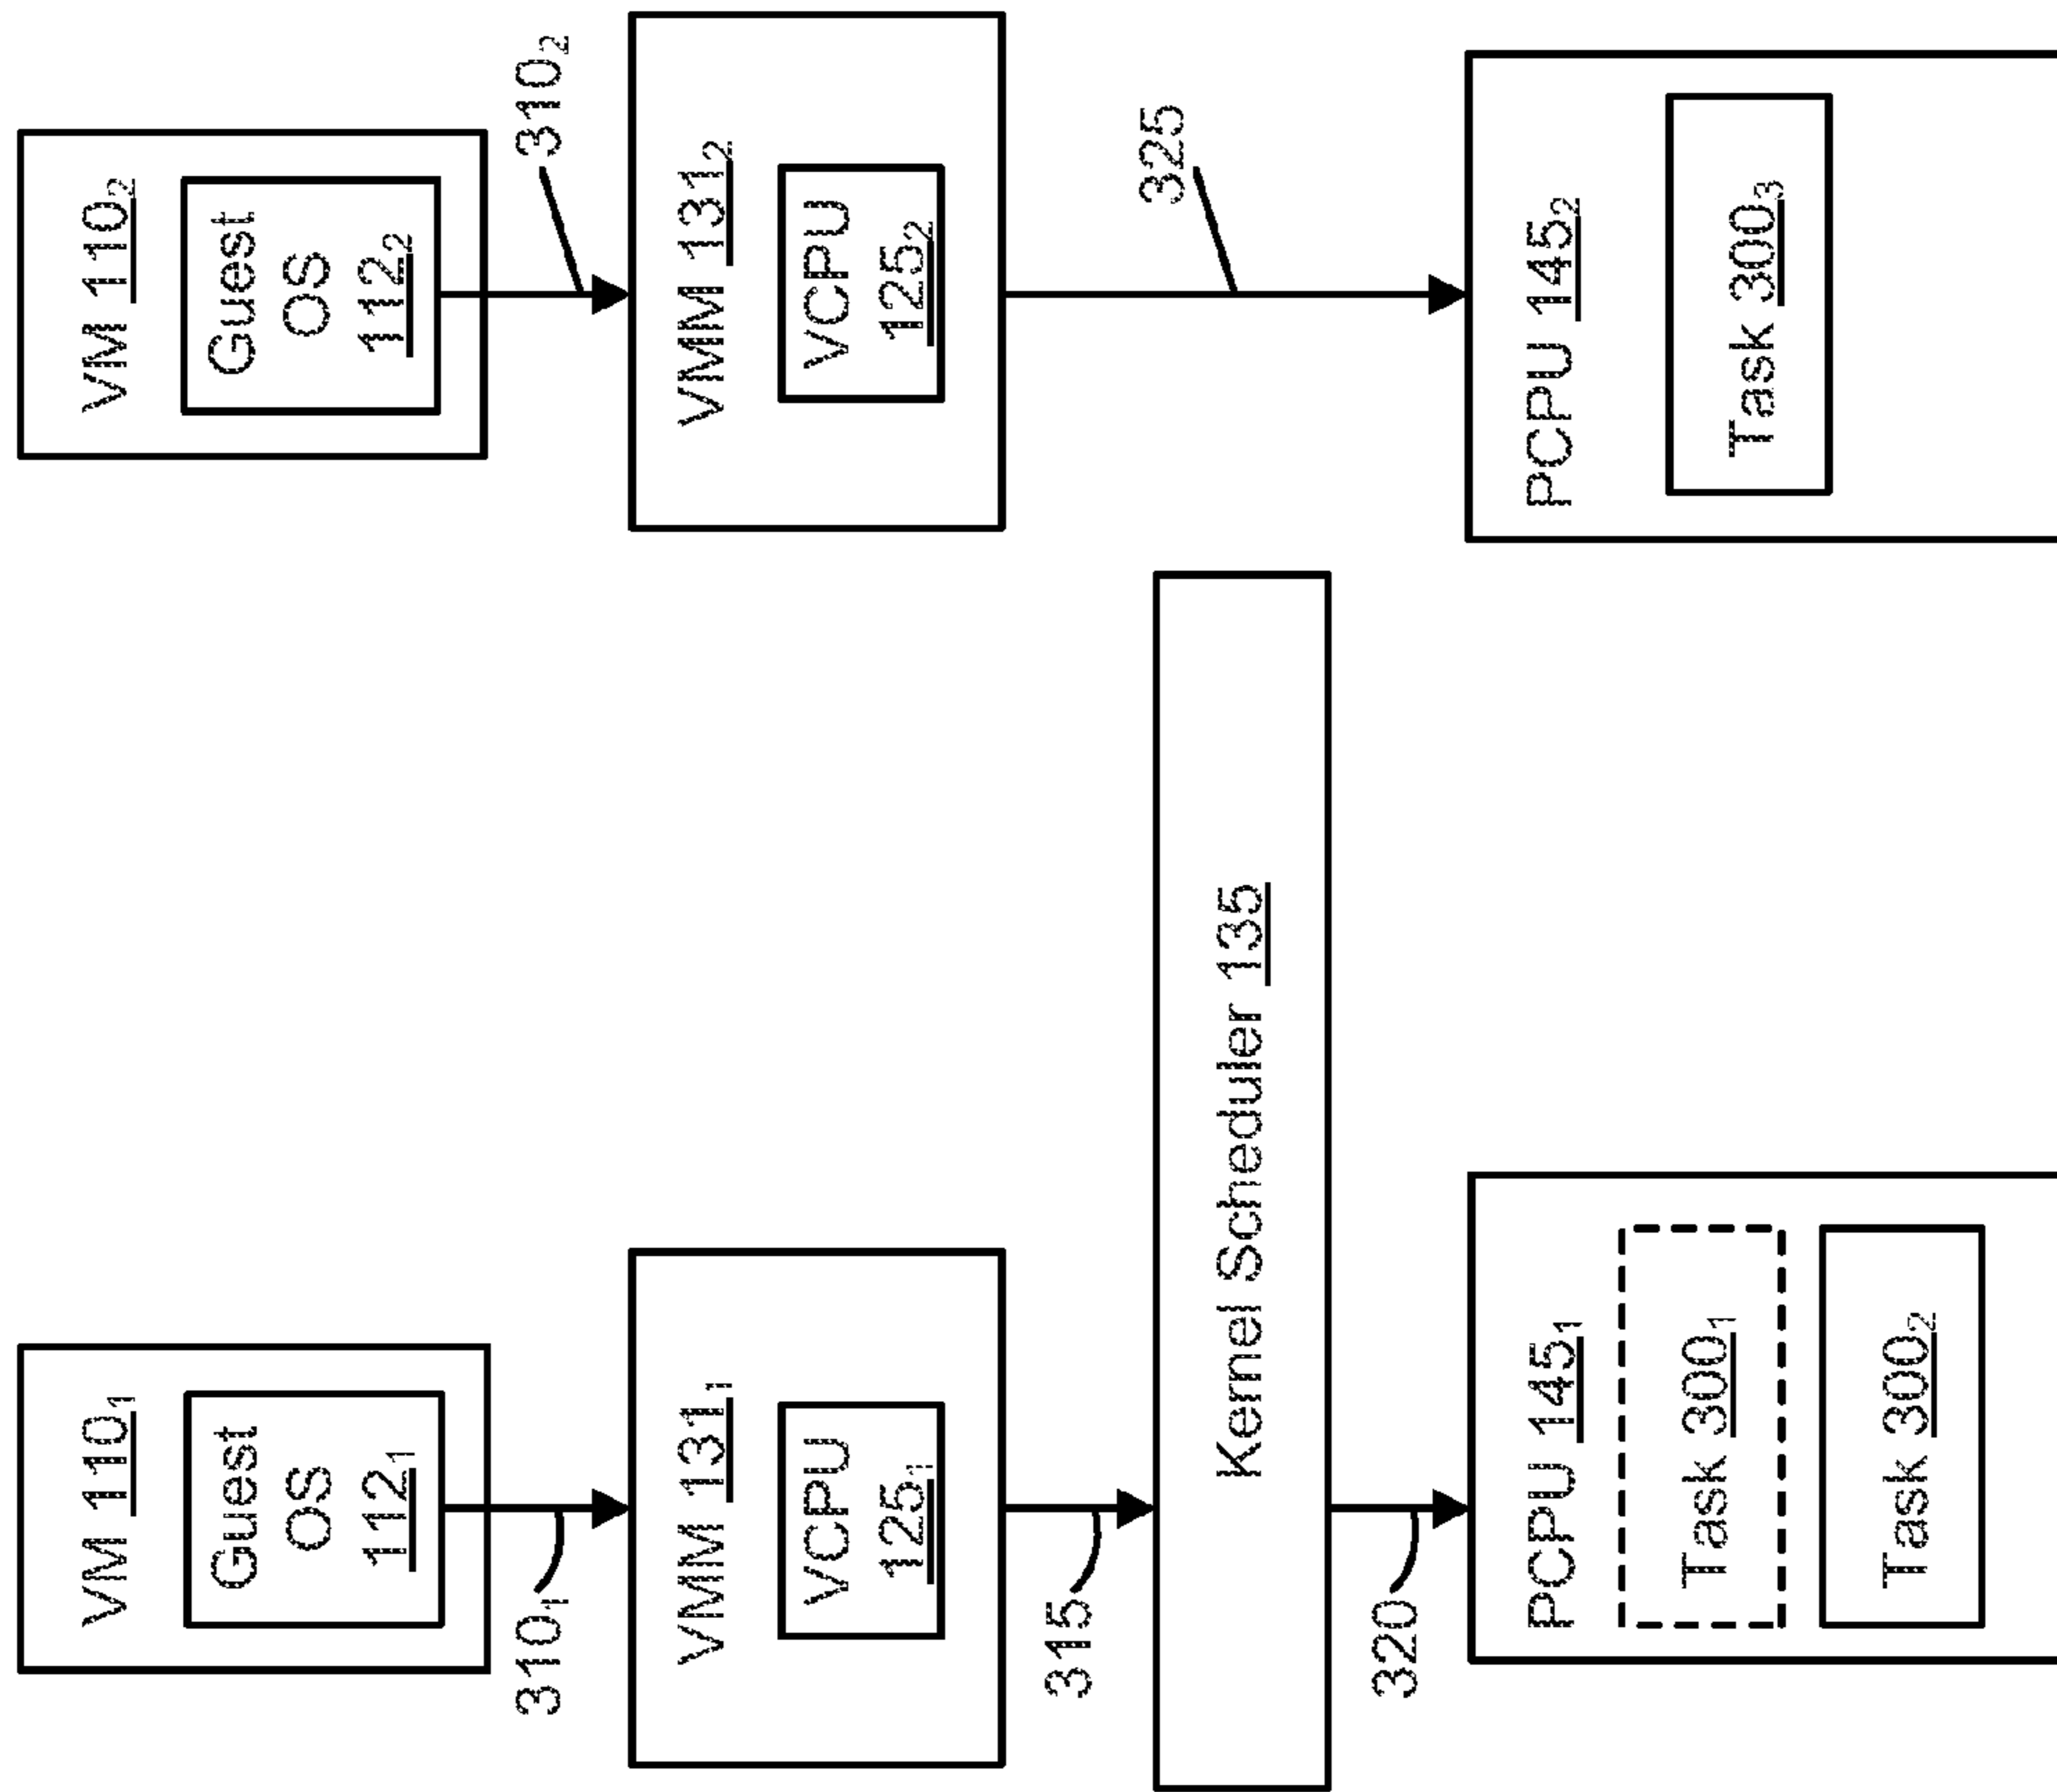 VM 110₁
Guest
OS
112₁
310₁
VMM 131₁
VCPU
125₁
315
Kernel Scheduler 135
320
PCPU 145₁
Task 300₁
Task 300₂
VM 110₂
Guest
OS
112₂
310₂
VMM 131₂
VCPU
125₂
325
PCPU 145₂
Task 300₃